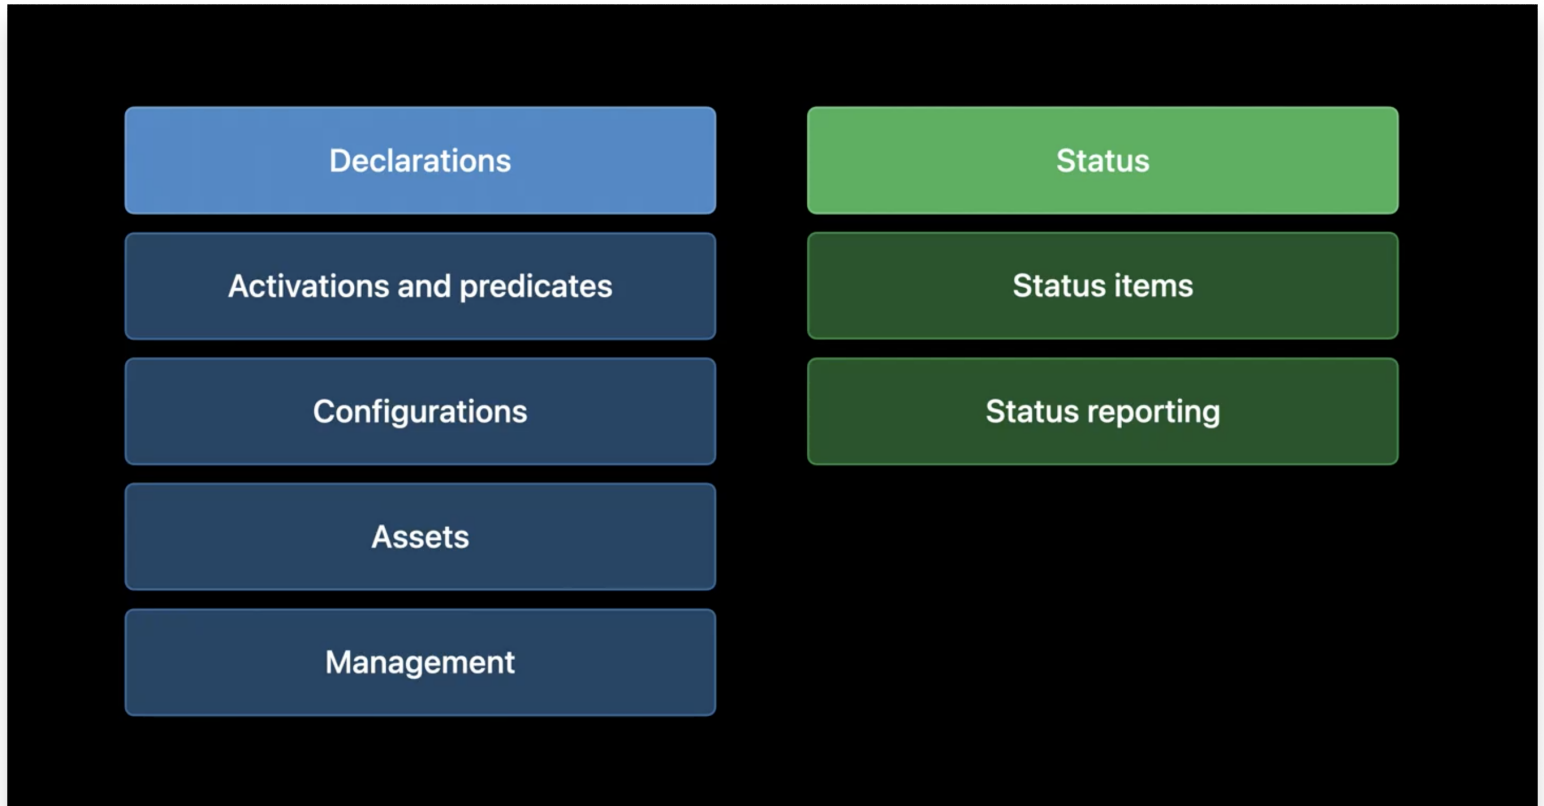 Declarations
Activations and predicates
Configurations
Assets
Management
Status
Status items
Status reporting